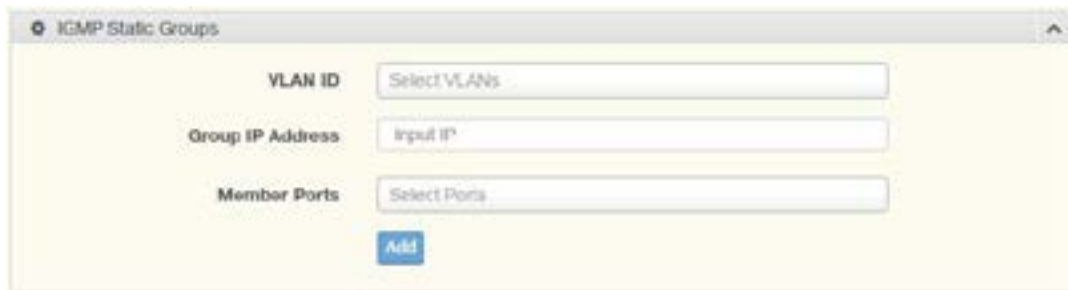 IGMP Static Groups
VLAN ID Select VLANs
Group IP Address Input IP
Member Ports Select Ports
Add